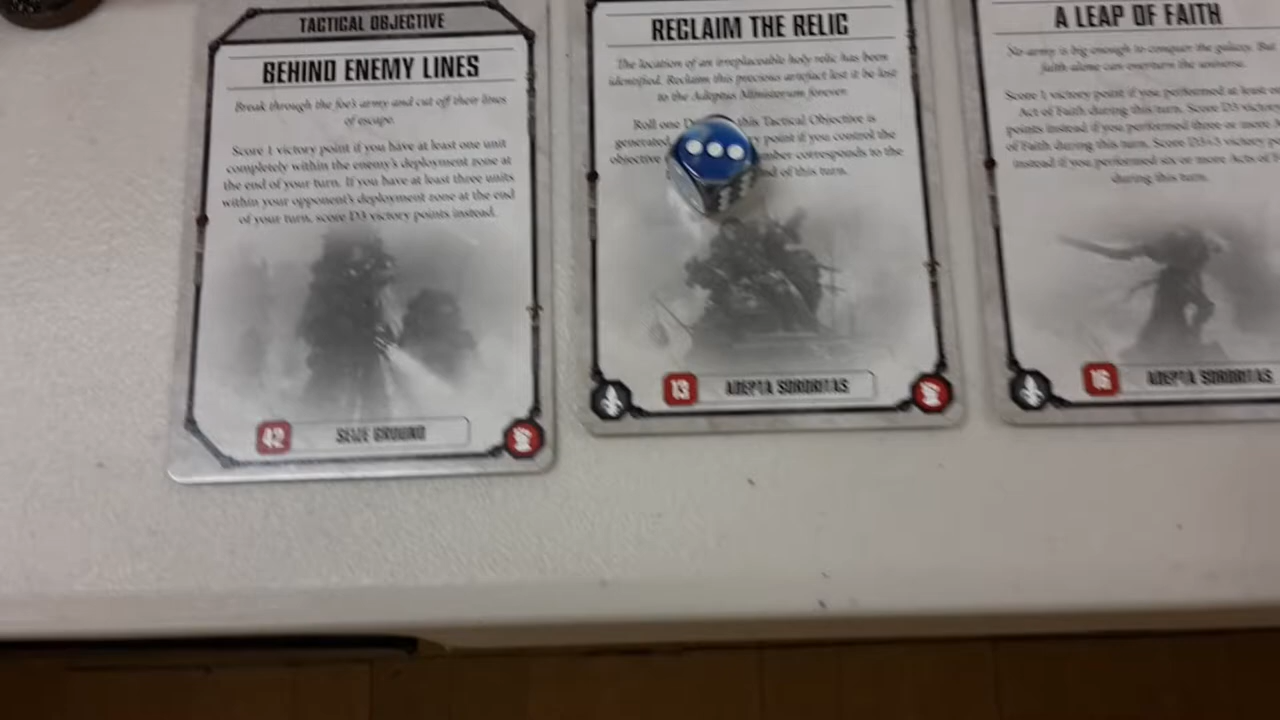 TACTICAL OBJECTIVE
BEHIND ENEMY LINES
Break through the foe's army and cut off their lines
of escape.
Score 1 victory point if you have at least one unit
completely within the enemy's deployment zone at
the end of your turn. If you have at least three units
within your opponent's deployment zone at the end
of your turn, score D3 victory points instead.
42
SEIZE GROUND
RECLAIM THE RELIC
The location of an irreplaceable holy relic has been
identified. Reclaim this precious artefact lest it be lost
to the Adeptus Ministorum forever.
Roll one this Tactical Objective is
generated point if you control the
objective corresponds to the
of this turn.
13
ADEPTA SORORITAS
A LEAP OF FAITH
No army is big enough to conquer the galaxy. But
faith alone can overturn the universe.
Score 1 victory point if you performed at least
Act of Faith during this turn. Score D3
points instead if you performed three or more
of Faith during this turn. Score D3+3 victory
instead if you performed six or more Acts of
during this turn.
16
ADEPTA SORORITAS